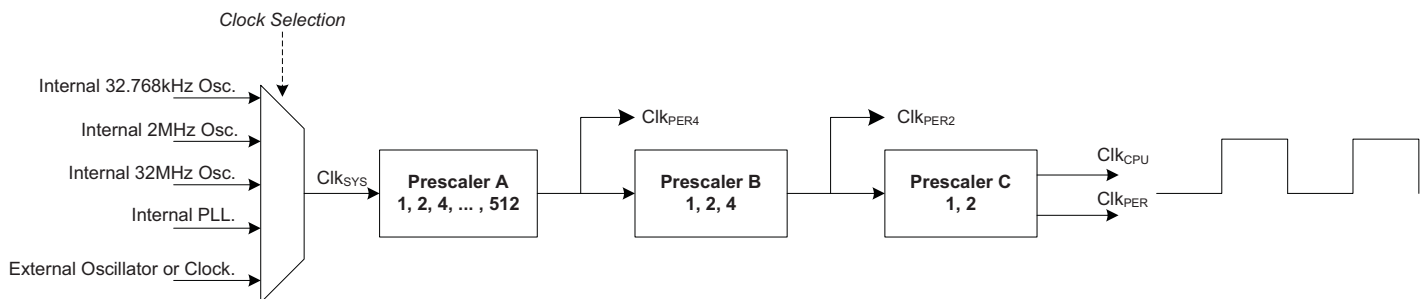 Clock Selection
Internal 32.768kHz Osc.
Internal 2MHz Osc.
Internal 32MHz Osc.
Internal PLL.
External Oscillator or Clock.
ClkSYS
Prescaler A
1, 2, 4, ... , 512
ClkPER4
Prescaler B
1, 2, 4
ClkPER2
Prescaler C
1, 2
ClkCPU
ClkPER